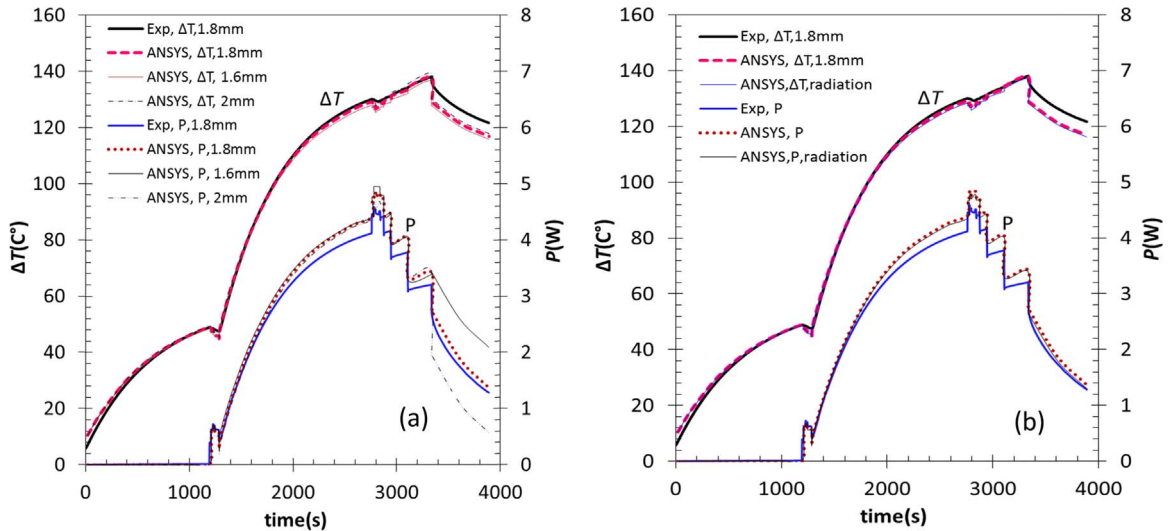 160
140
120
100
80
60
40
20
0
ΔT(C°)
8
7
6
5
4
3
2
1
0
P(W)
Exp, ΔT,1.8mm
ANSYS, ΔT,1.8mm
ANSYS, ΔT, 1.6mm
ANSYS, ΔT, 2mm
Exp, P,1.8mm
ANSYS, P,1.8mm
ANSYS, P, 1.6mm
ANSYS, P, 2mm
ΔT
P
(a)
0 1000 2000 3000 4000
time(s)
160
140
120
100
80
60
40
20
0
ΔT(C°)
8
7
6
5
4
3
2
1
0
P(W)
Exp, ΔT,1.8mm
ANSYS, ΔT,1.8mm
ANSYS,ΔT,radiation
Exp, P
ANSYS, P
ANSYS,P,radiation
ΔT
P
(b)
0 1000 2000 3000 4000
time(s)